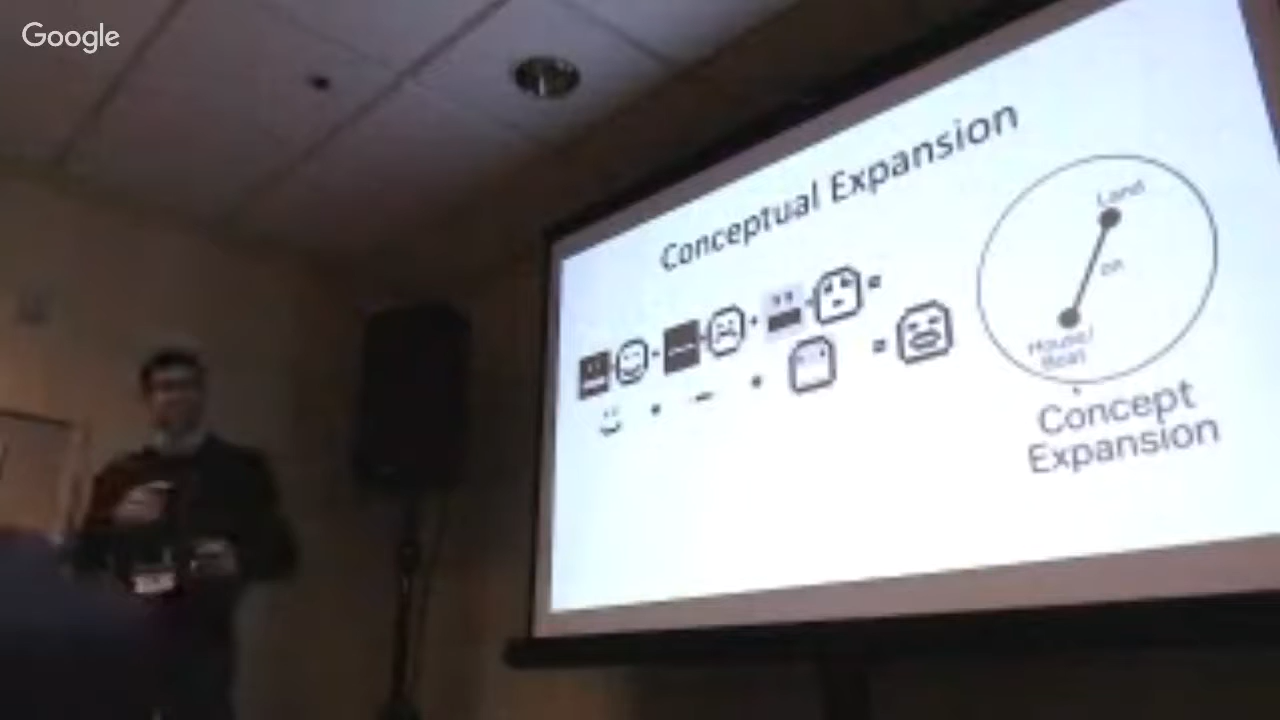 Google
Conceptual Expansion
Land
on
House/
Boat
Concept
Expansion